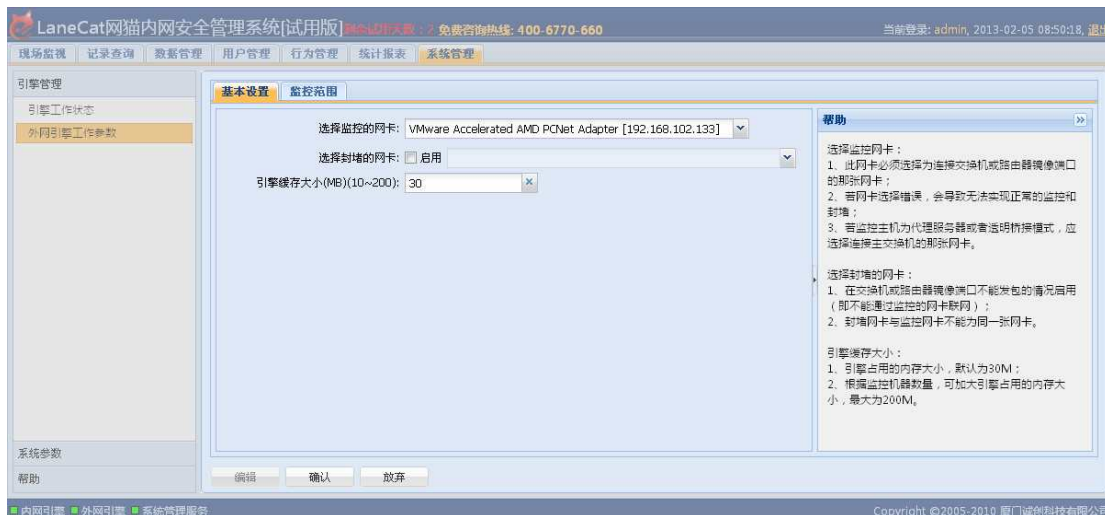 LaneCat网猫内网安全管理系统[试用版]剩余试用天数:? 免费咨询热线: 400-6770-660
当前登录: admin, 2013-02-05 08:50:18, 退出
现场监视 记录查询 数据管理 用户管理 行为管理 统计报表 系统管理
引擎管理
引擎工作状态
外网引擎工作参数
基本设置 监控范围
选择监控的网卡: VMware Accelerated AMD PCNet Adapter [192.168.102.133]
选择封堵的网卡: 启用
引擎缓存大小(MB)(10~200): 30
帮助
选择监控网卡：
1、此网卡必须选择为连接交换机或路由器镜像端口
的那张网卡；
2、若网卡选择错误，会导致无法实现正常的监控和
封堵；
3、若监控主机为代理服务器或者透明桥接模式，应
选择连接主交换机的那张网卡。
选择封堵的网卡：
1、在交换机或路由器镜像端口不能发包的情况启用
（即不能通过监控的网卡联网）；
2、封堵网卡与监控网卡不能为同一张网卡。
引擎缓存大小：
1、引擎占用的内存大小，默认为30M；
2、根据监控机器数量，可加大引擎占用的内存大
小，最大为200M。
系统参数
帮助
编辑 确认 放弃
内网引擎 外网引擎 系统管理服务
Copyright ©2005-2010 厦门诚创科技有限公司